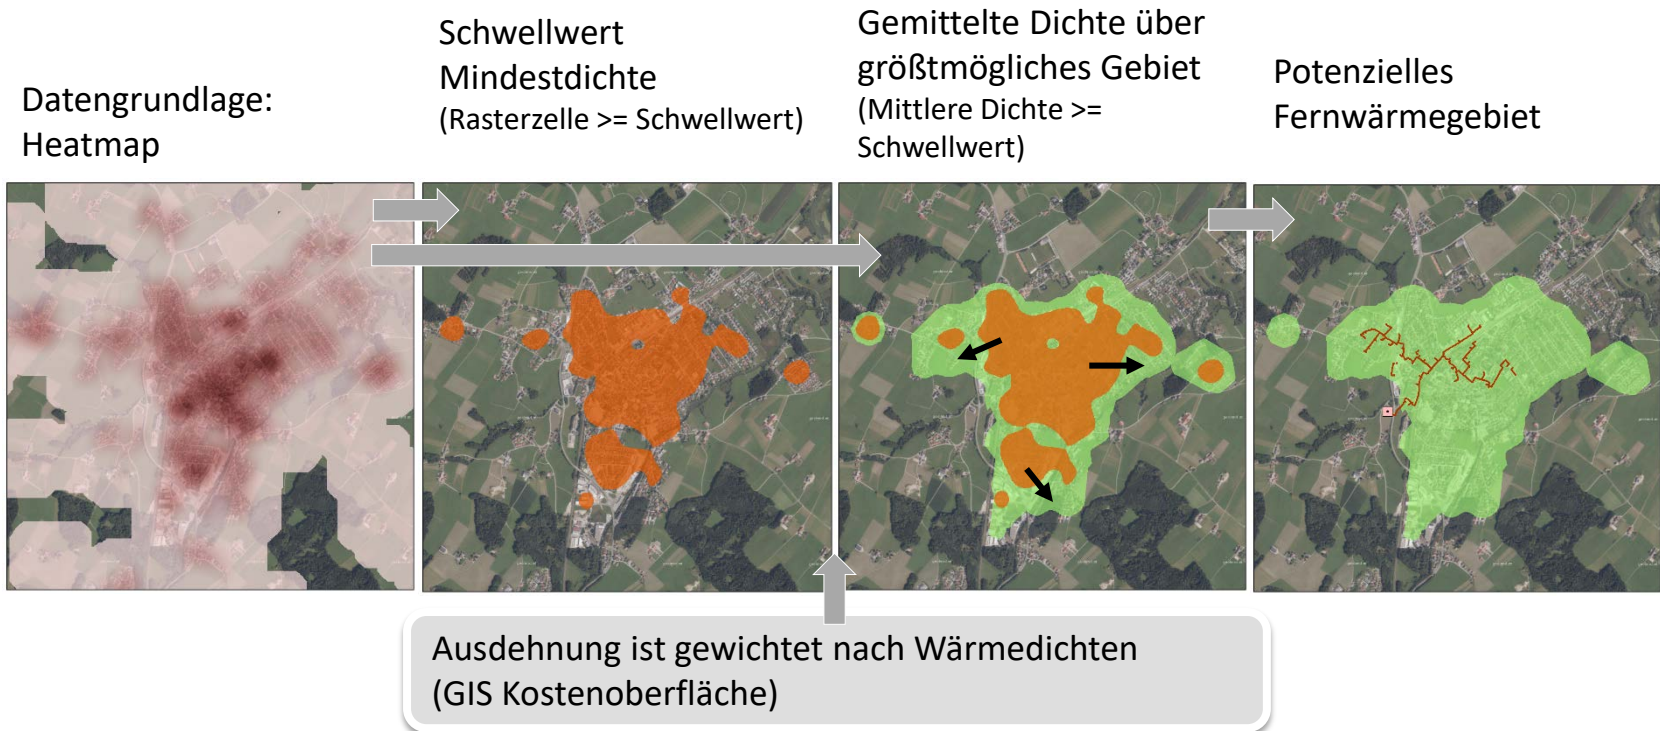 Datengrundlage:
Heatmap
Schwellwert
Mindestdichte
(Rasterzelle >= Schwellwert)
Gemittelte Dichte über
größtmögliches Gebiet
(Mittlere Dichte >=
Schwellwert)
Potenzielles
Fernwärmegebiet
Ausdehnung ist gewichtet nach Wärmedichten
(GIS Kostenoberfläche)